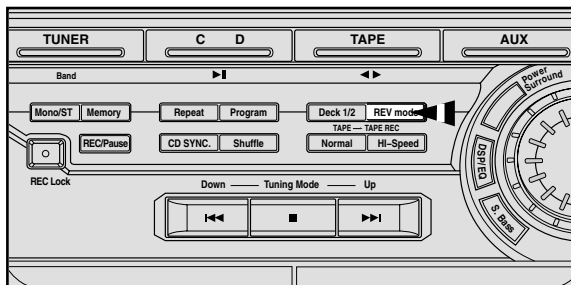 TUNER C D TAPE AUX
Band
Mono/ST Memory Repeat Program Deck 1/2 REV mode
TAPE — TAPE REC
REC/Pause CD SYNC. Shuffle Normal HI-Speed
REC Lock
Down — Tuning Mode — Up
Power Surround
DSP/EQ
S. Bass